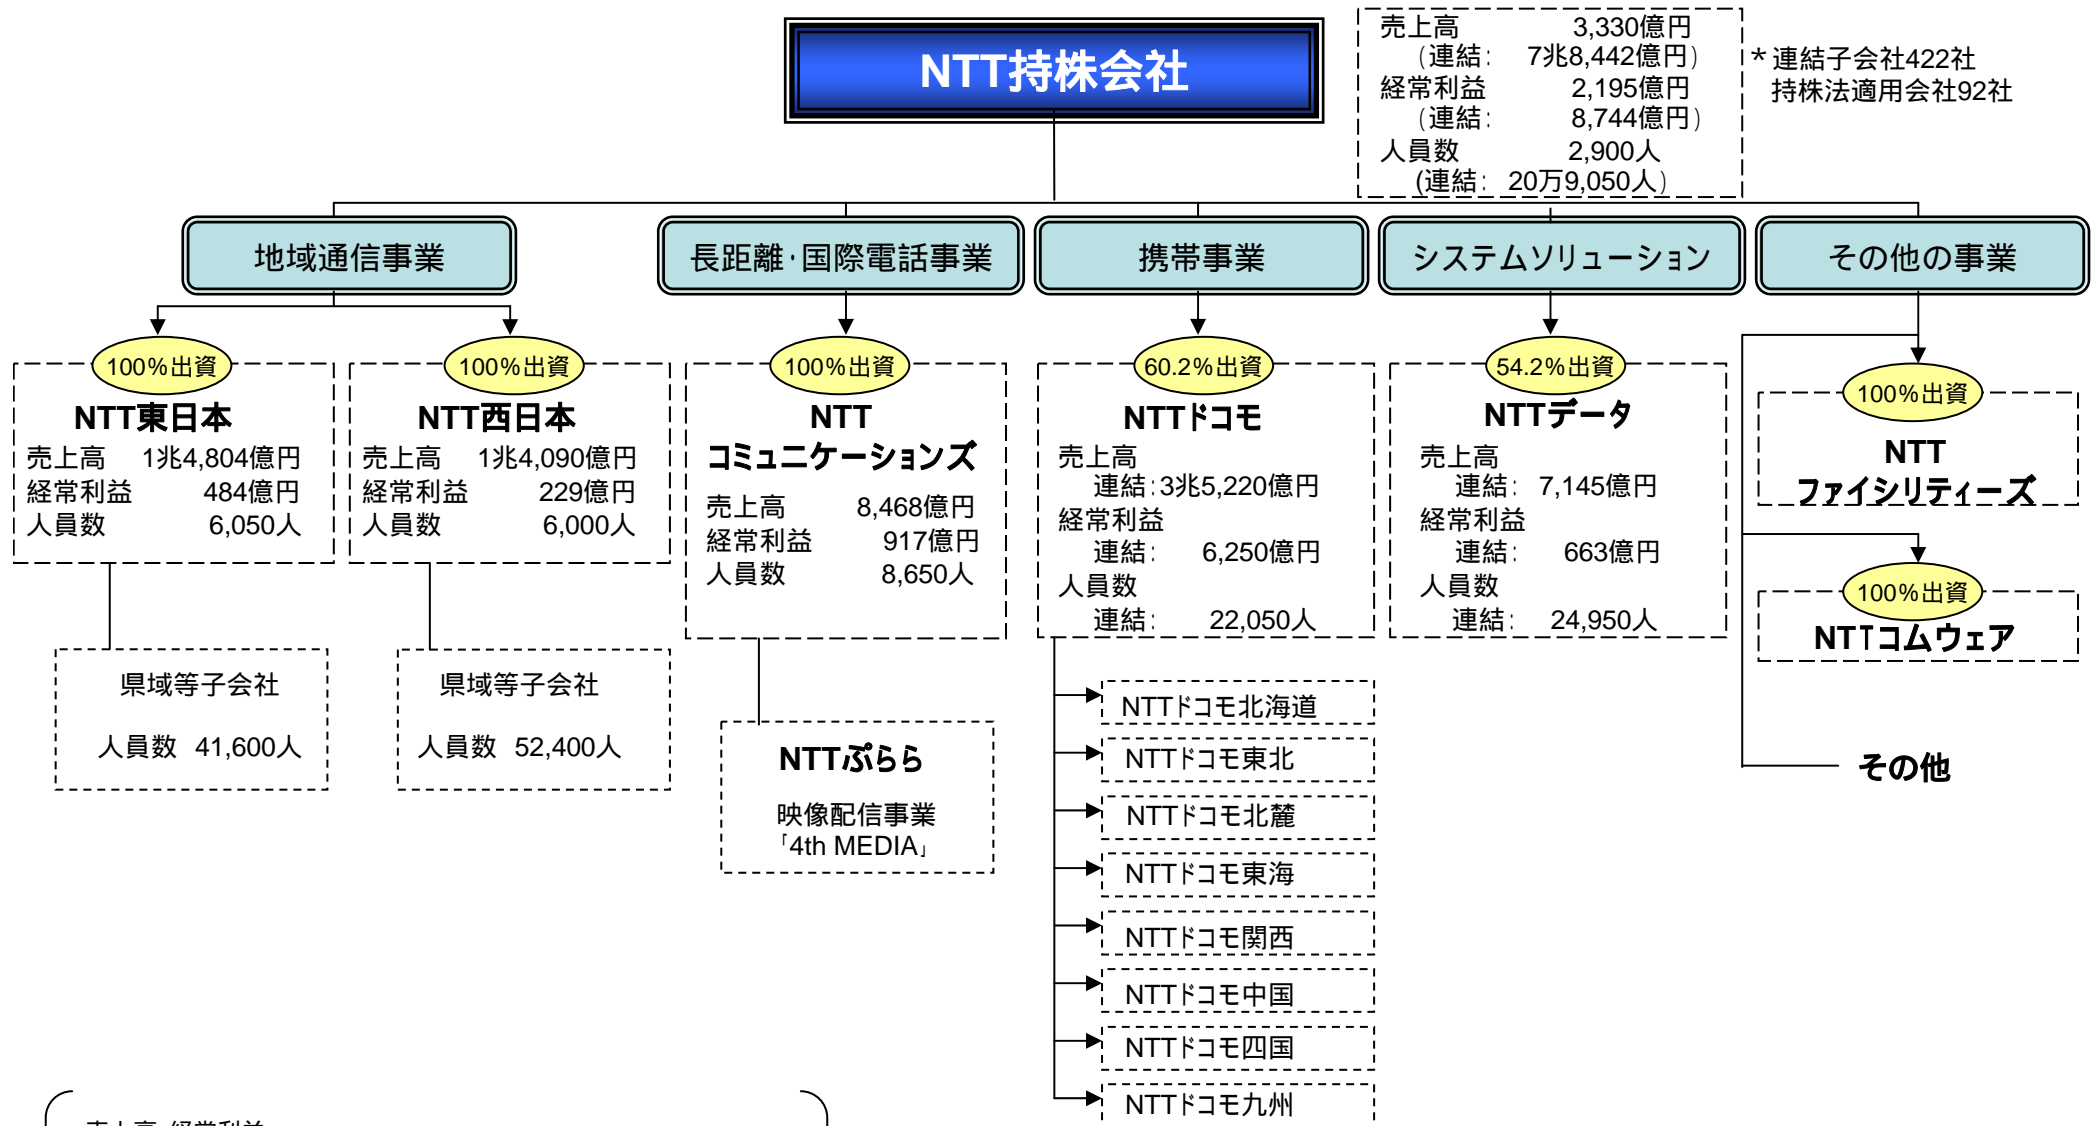 NTT持株会社
売上高 3,330億円
(連結: 7兆8,442億円)
経常利益 2,195億円
(連結: 8,744億円)
人員数 2,900人
(連結: 20万9,050人)
*連結子会社422社
持株法適用会社92社
地域通信事業
長距離・国際電話事業
携帯事業
システムソリューション
その他の事業
100%出資
NTT東日本
売上高 1兆4,804億円
経常利益 484億円
人員数 6,050人
県域等子会社
人員数 41,600人
100%出資
NTT西日本
売上高 1兆4,090億円
経常利益 229億円
人員数 6,000人
県域等子会社
人員数 52,400人
100%出資
NTT
コミュニケーションズ
売上高 8,468億円
経常利益 917億円
人員数 8,650人
NTTぷらら
映像配信事業
「4th MEDIA」
60.2%出資
NTTドコモ
売上高
連結:3兆5,220億円
経常利益
連結: 6,250億円
人員数
連結: 22,050人
NTTドコモ北海道
NTTドコモ東北
NTTドコモ北麓
NTTドコモ東海
NTTドコモ関西
NTTドコモ中国
NTTドコモ四国
NTTドコモ九州
54.2%出資
NTTデータ
売上高
連結: 7,145億円
経常利益
連結: 663億円
人員数
連結: 24,950人
100%出資
NTT
ファイシリティーズ
100%出資
NTTコムウェア
その他